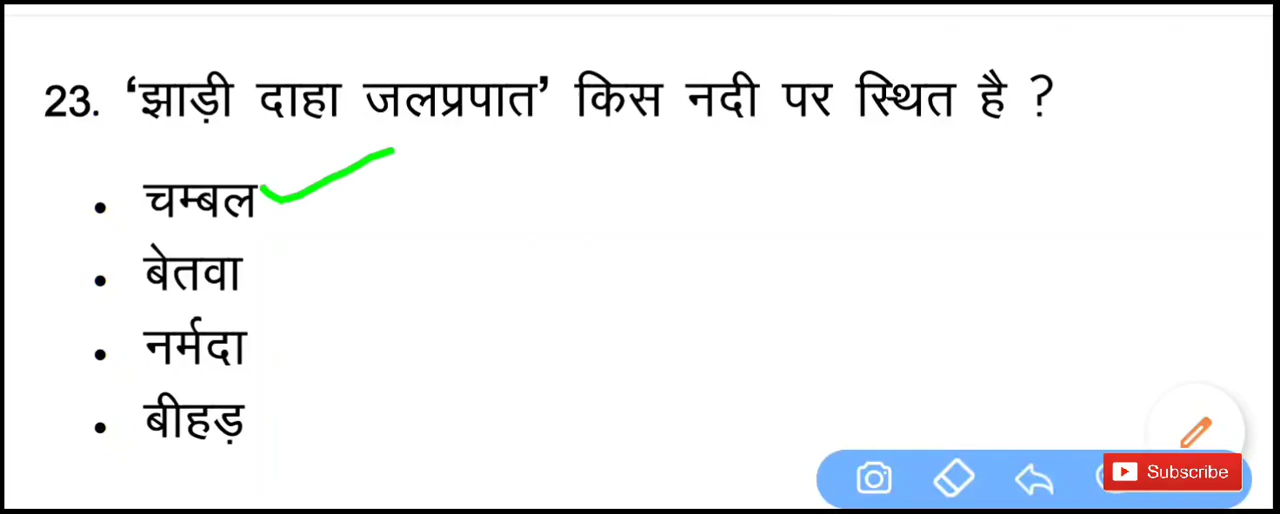 23. ‘झाड़ी दाहा जलप्रपात’ किस नदी पर स्थित है ?
• चम्बल
• बेतवा
• नर्मदा
• बीहड़
Subscribe